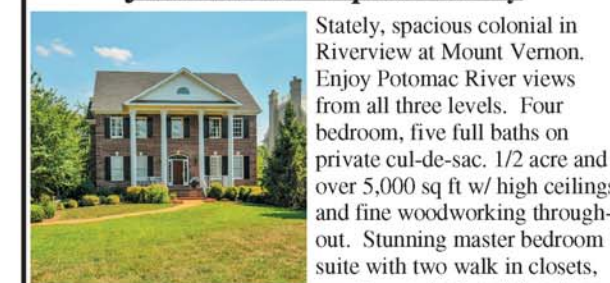 Stately, spacious colonial in
Riverview at Mount Vernon.
Enjoy Potomac River views
from all three levels. Four
bedroom, five full baths on
private cul-de-sac. 1/2 acre and
over 5,000 sq ft w/ high ceilings
and fine woodworking through-
out. Stunning master bedroom
suite with two walk in closets,